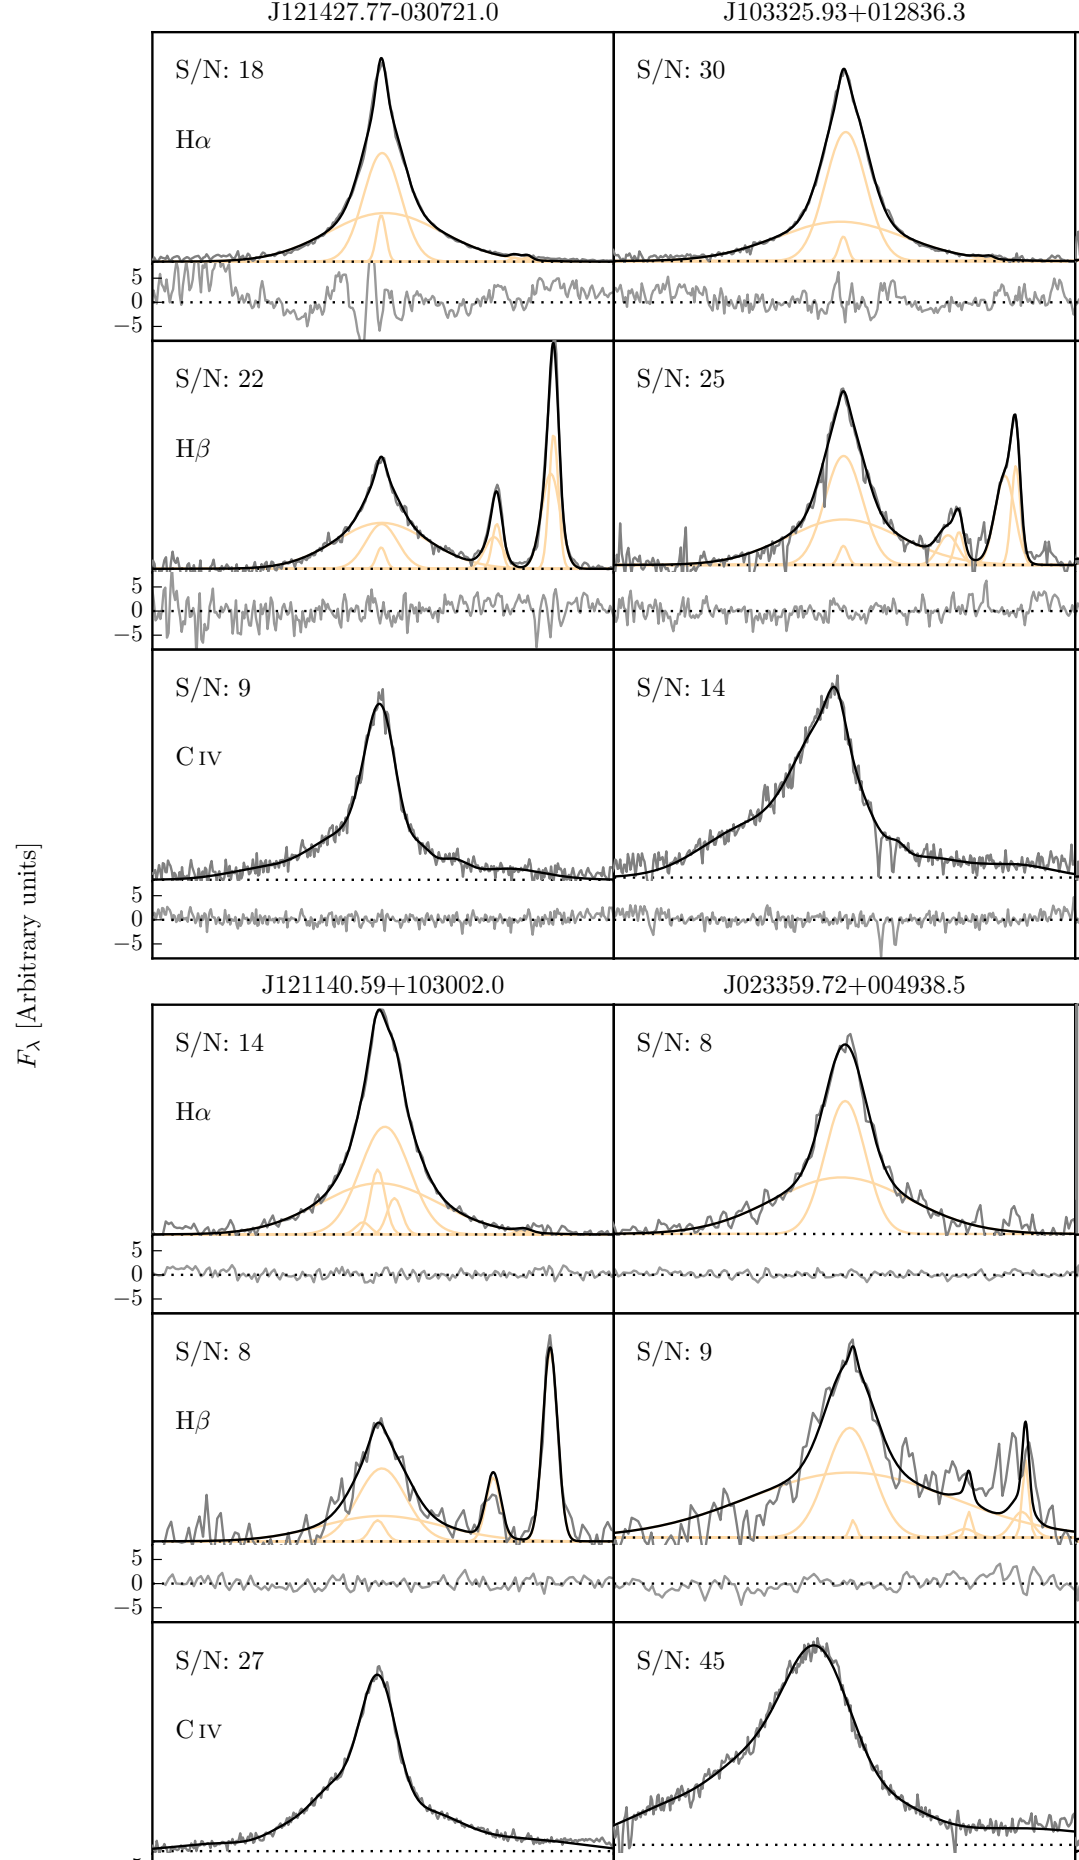 J121427.77-030721.0 J103325.93+012836.3
S/N: 18 S/N: 30
Hα
5
0
−5
S/N: 22 S/N: 25
Hβ
5
0
−5
S/N: 9 S/N: 14
C IV
5
0
−5
F_λ [Arbitrary units]
J121140.59+103002.0 J023359.72+004938.5
S/N: 14 S/N: 8
Hα
5
0
−5
S/N: 8 S/N: 9
Hβ
5
0
−5
S/N: 27 S/N: 45
C IV